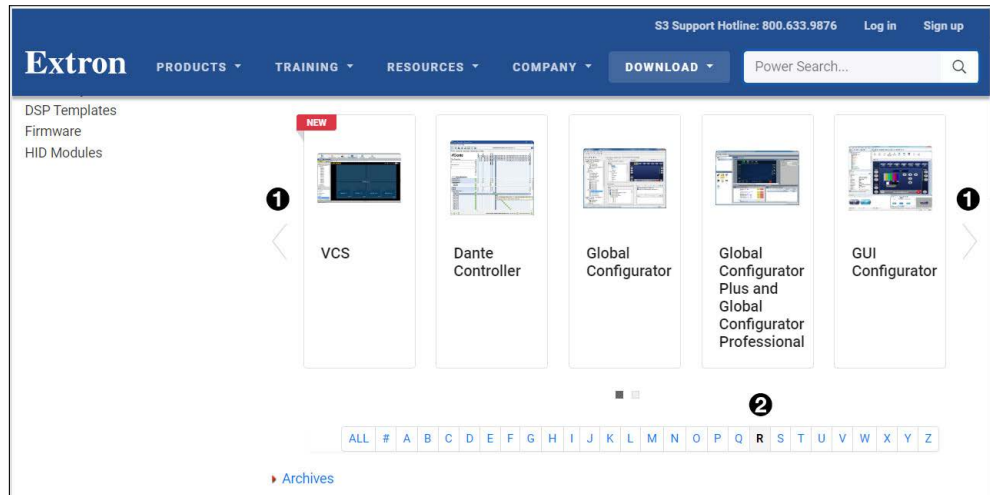 S3 Support Hotline: 800.633.9876 Log in Sign up
Extron PRODUCTS TRAINING RESOURCES COMPANY DOWNLOAD Power Search...
DSP Templates
Firmware
HID Modules
NEW
❶ ❶
VCS
Dante
Controller
Global
Configurator
Global
Configurator
Plus and
Global
Configurator
Professional
GUI
Configurator
❷
ALL # A B C D E F G H I J K L M N O P Q R S T U V W X Y Z
Archives